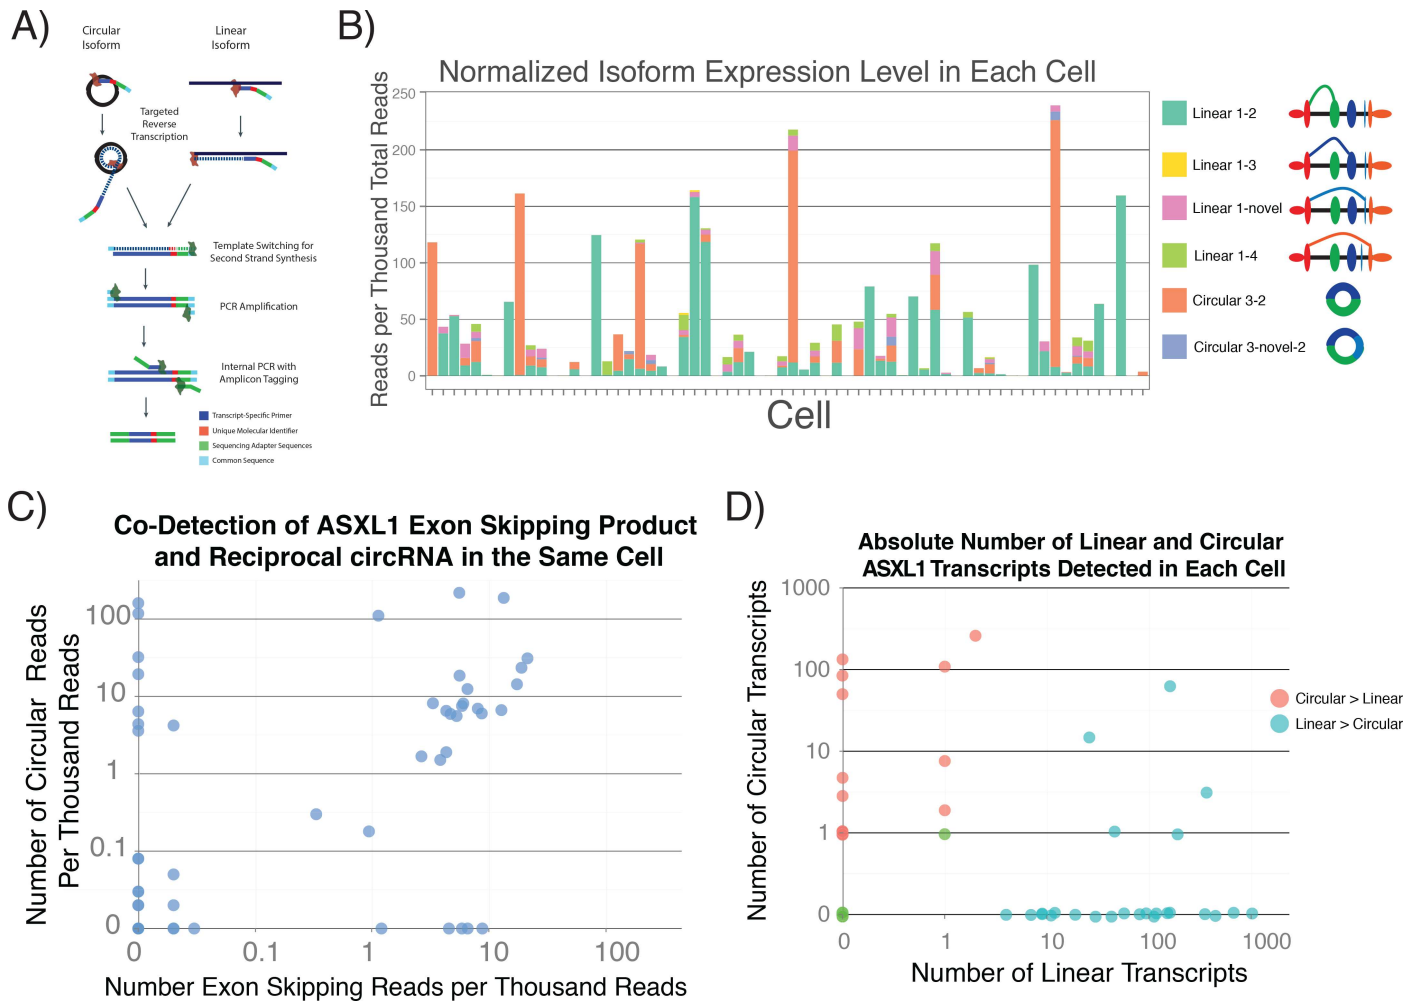 A)
Circular
Isoform
Linear
Isoform
Targeted
Reverse
Transcription
Template Switching for
Second Strand Synthesis
PCR Amplification
Internal PCR with
Amplicon Tagging
Transcript-Specific Primer
Unique Molecular Identifier
Sequencing Adapter Sequences
Common Sequence
B)
Normalized Isoform Expression Level in Each Cell
Reads per Thousand Total Reads
250
200
150
100
50
0
Cell
Linear 1-2
Linear 1-3
Linear 1-novel
Linear 1-4
Circular 3-2
Circular 3-novel-2
C)
Co-Detection of ASXL1 Exon Skipping Product
and Reciprocal circRNA in the Same Cell
Number of Circular Reads
Per Thousand Reads
100
10
1
0.1
0
0 0.1 1 10 100
Number Exon Skipping Reads per Thousand Reads
D)
Absolute Number of Linear and Circular
ASXL1 Transcripts Detected in Each Cell
Number of Circular Transcripts
1000
100
10
1
0
0 1 10 100 1000
Number of Linear Transcripts
Circular > Linear
Linear > Circular